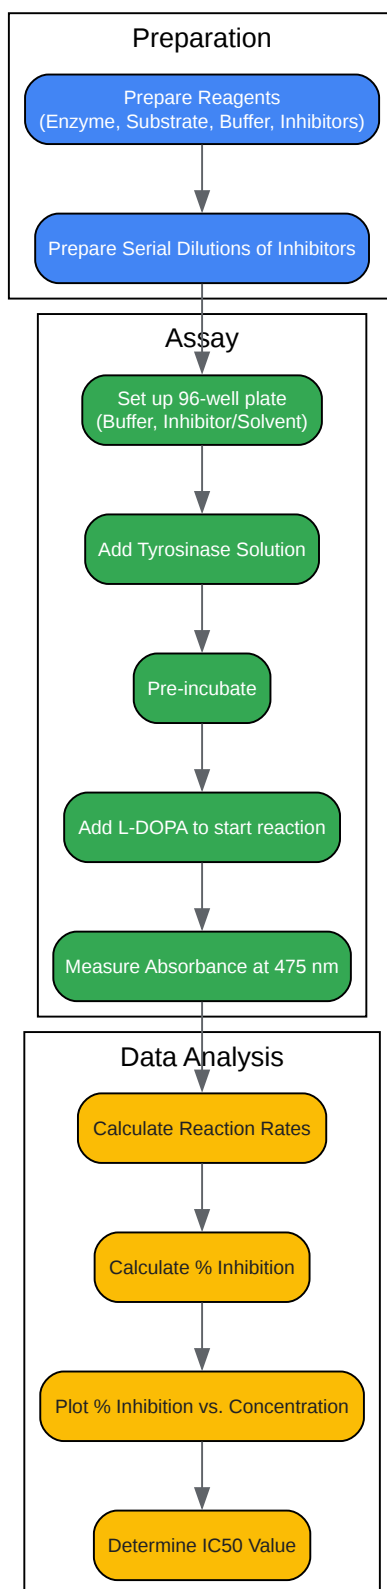 Preparation
Prepare Reagents
(Enzyme, Substrate, Buffer, Inhibitors)
Prepare Serial Dilutions of Inhibitors
Assay
Set up 96-well plate
(Buffer, Inhibitor/Solvent)
Add Tyrosinase Solution
Pre-incubate
Add L-DOPA to start reaction
Measure Absorbance at 475 nm
Data Analysis
Calculate Reaction Rates
Calculate % Inhibition
Plot % Inhibition vs. Concentration
Determine IC50 Value